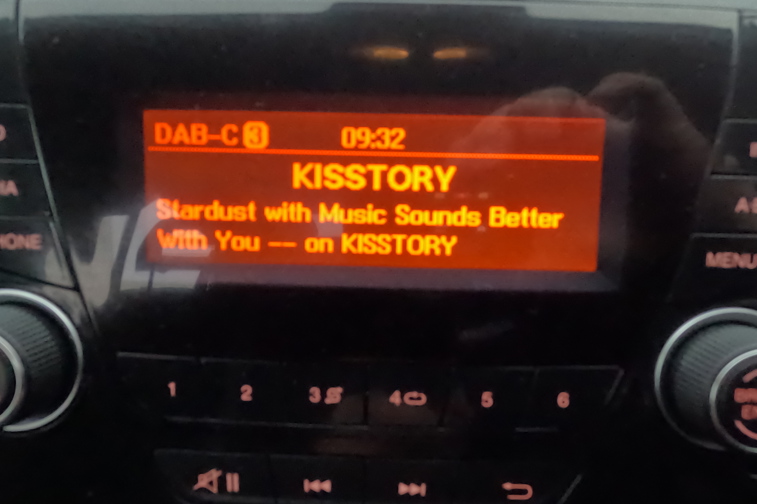 DAB-C 3 09:32
KISSTORY
Stardust with Music Sounds Better
With You -- on KISSTORY
MENU
1 2 3 4 5 6